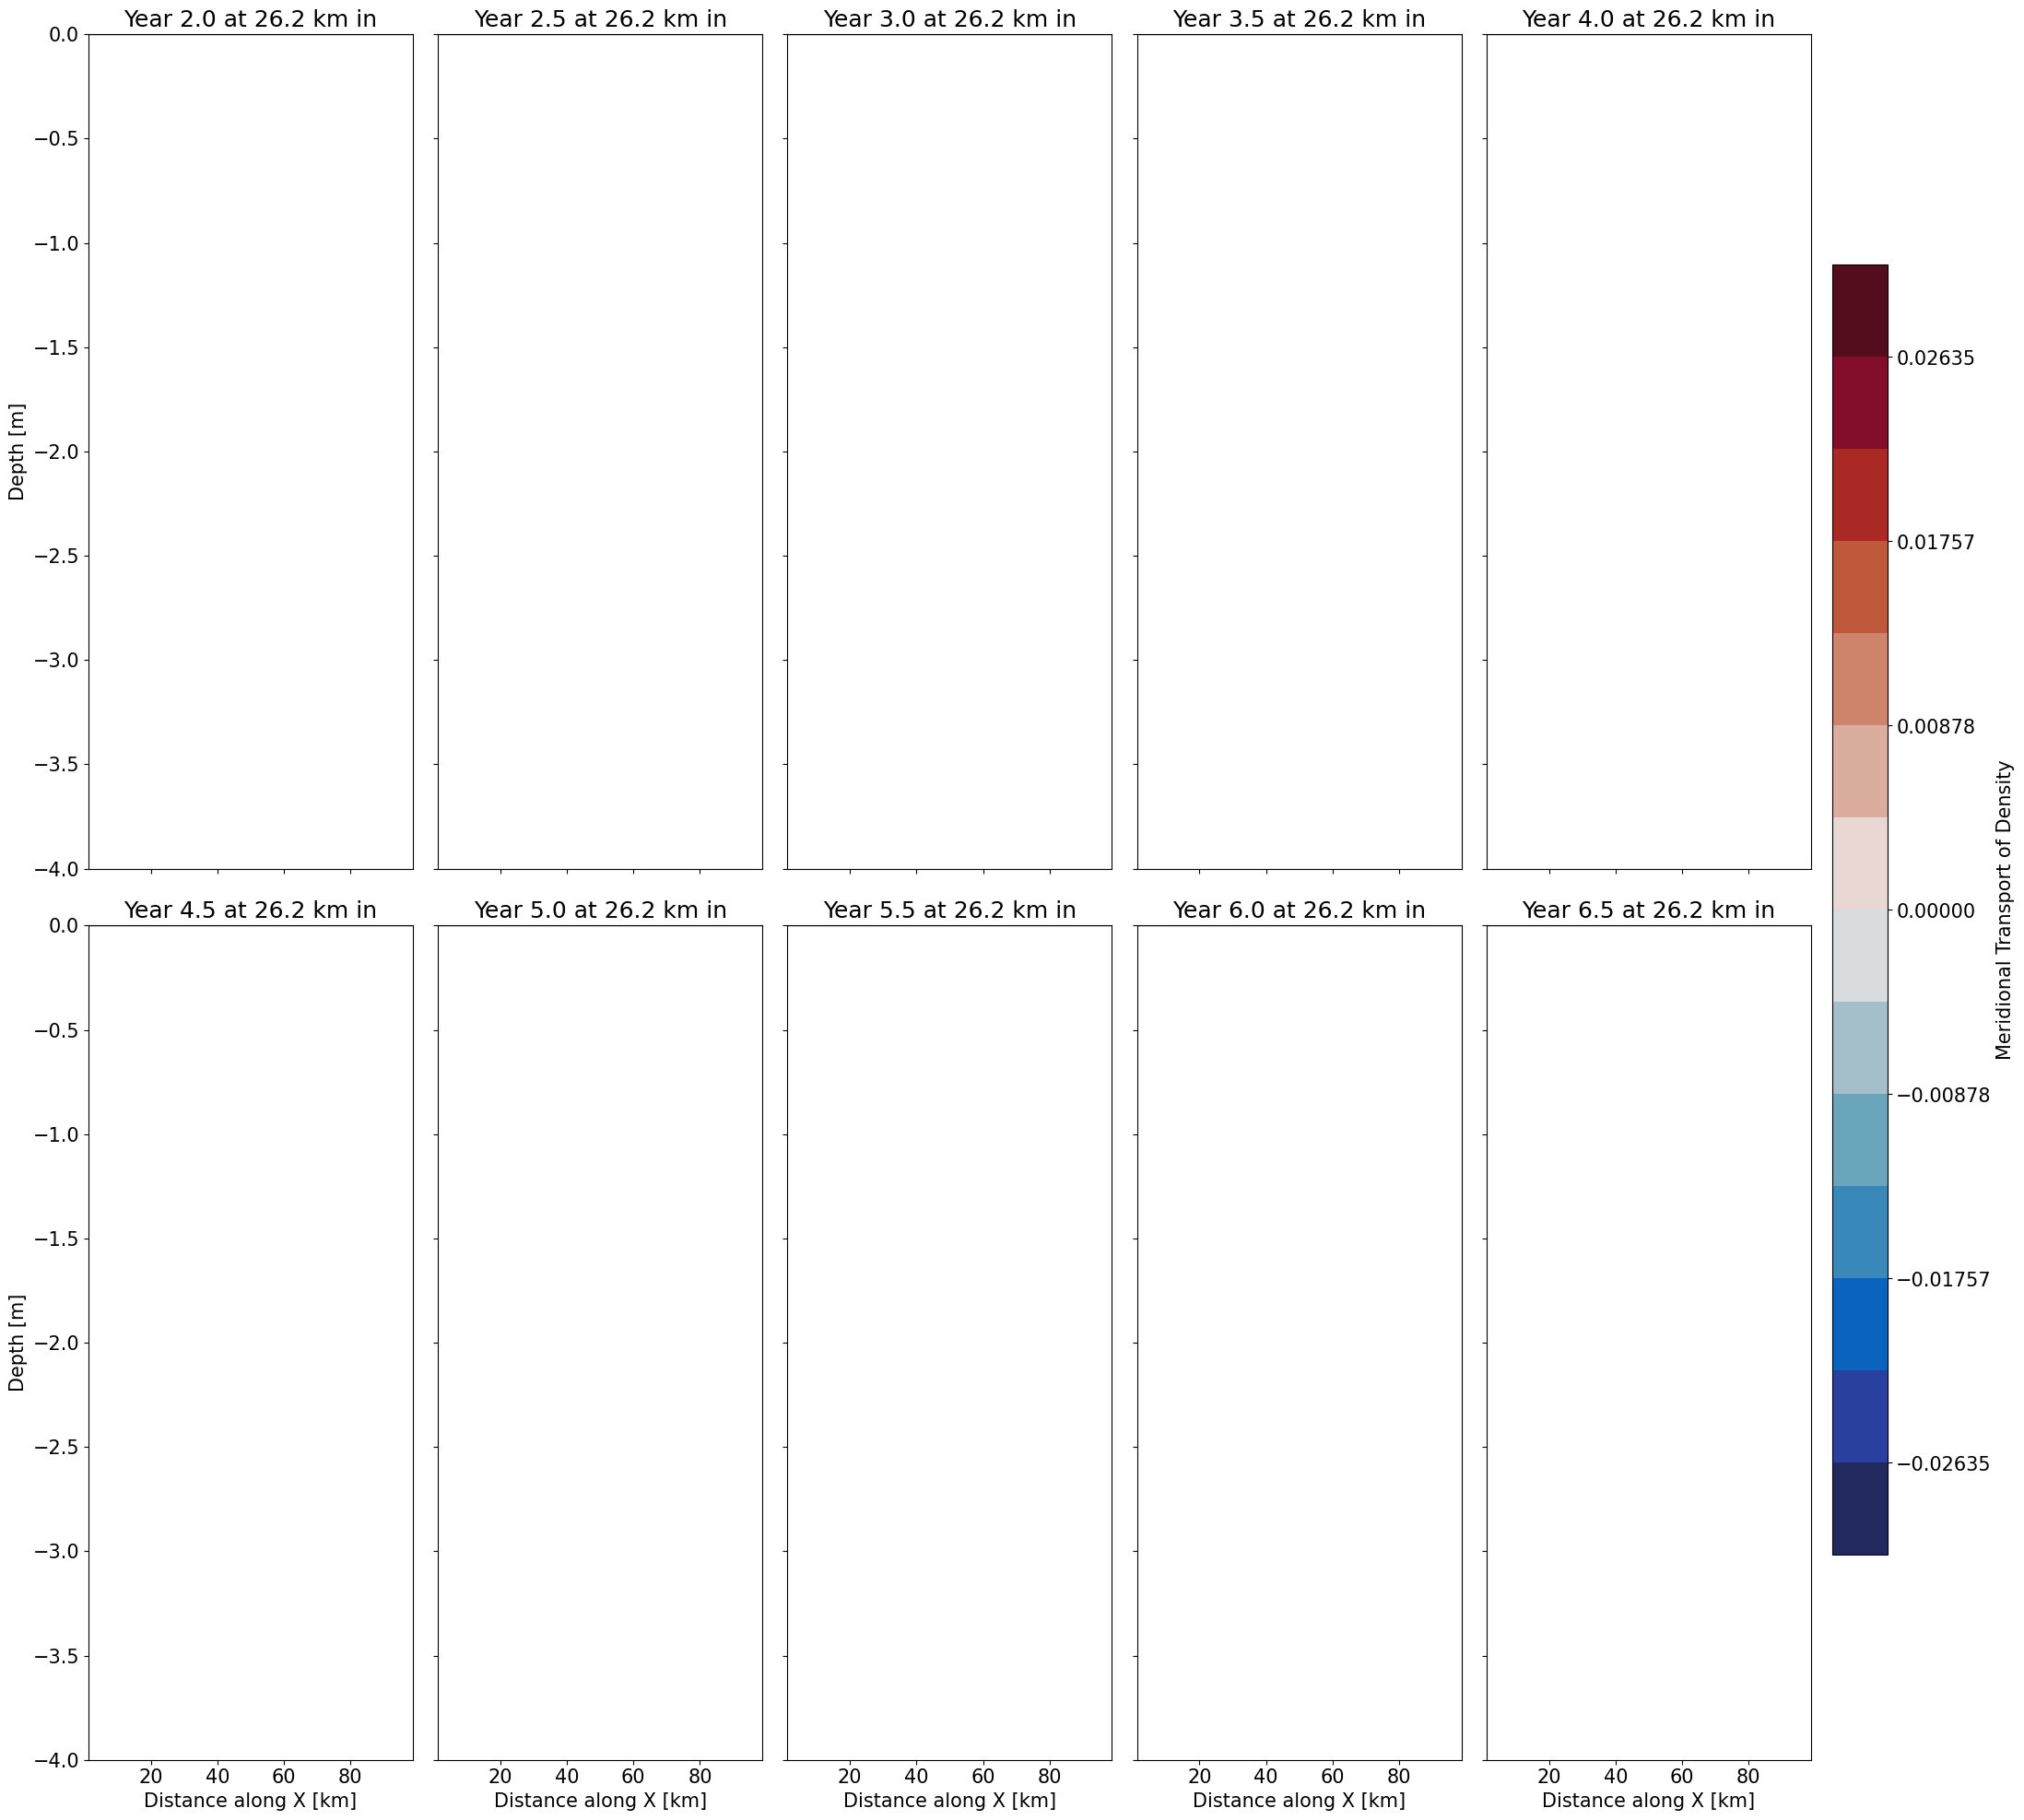 Year 2.0 at 26.2 km in
Year 2.5 at 26.2 km in
Year 3.0 at 26.2 km in
Year 3.5 at 26.2 km in
Year 4.0 at 26.2 km in
0.0
−0.5
−1.0
−1.5
−2.0
−2.5
−3.0
−3.5
−4.0
Depth [m]
Year 4.5 at 26.2 km in
Year 5.0 at 26.2 km in
Year 5.5 at 26.2 km in
Year 6.0 at 26.2 km in
Year 6.5 at 26.2 km in
0.0
−0.5
−1.0
−1.5
−2.0
−2.5
−3.0
−3.5
−4.0
Depth [m]
20 40 60 80
20 40 60 80
20 40 60 80
20 40 60 80
20 40 60 80
Distance along X [km]
Distance along X [km]
Distance along X [km]
Distance along X [km]
Distance along X [km]
0.02635
0.01757
0.00878
0.00000
−0.00878
−0.01757
−0.02635
Meridional Transport of Density